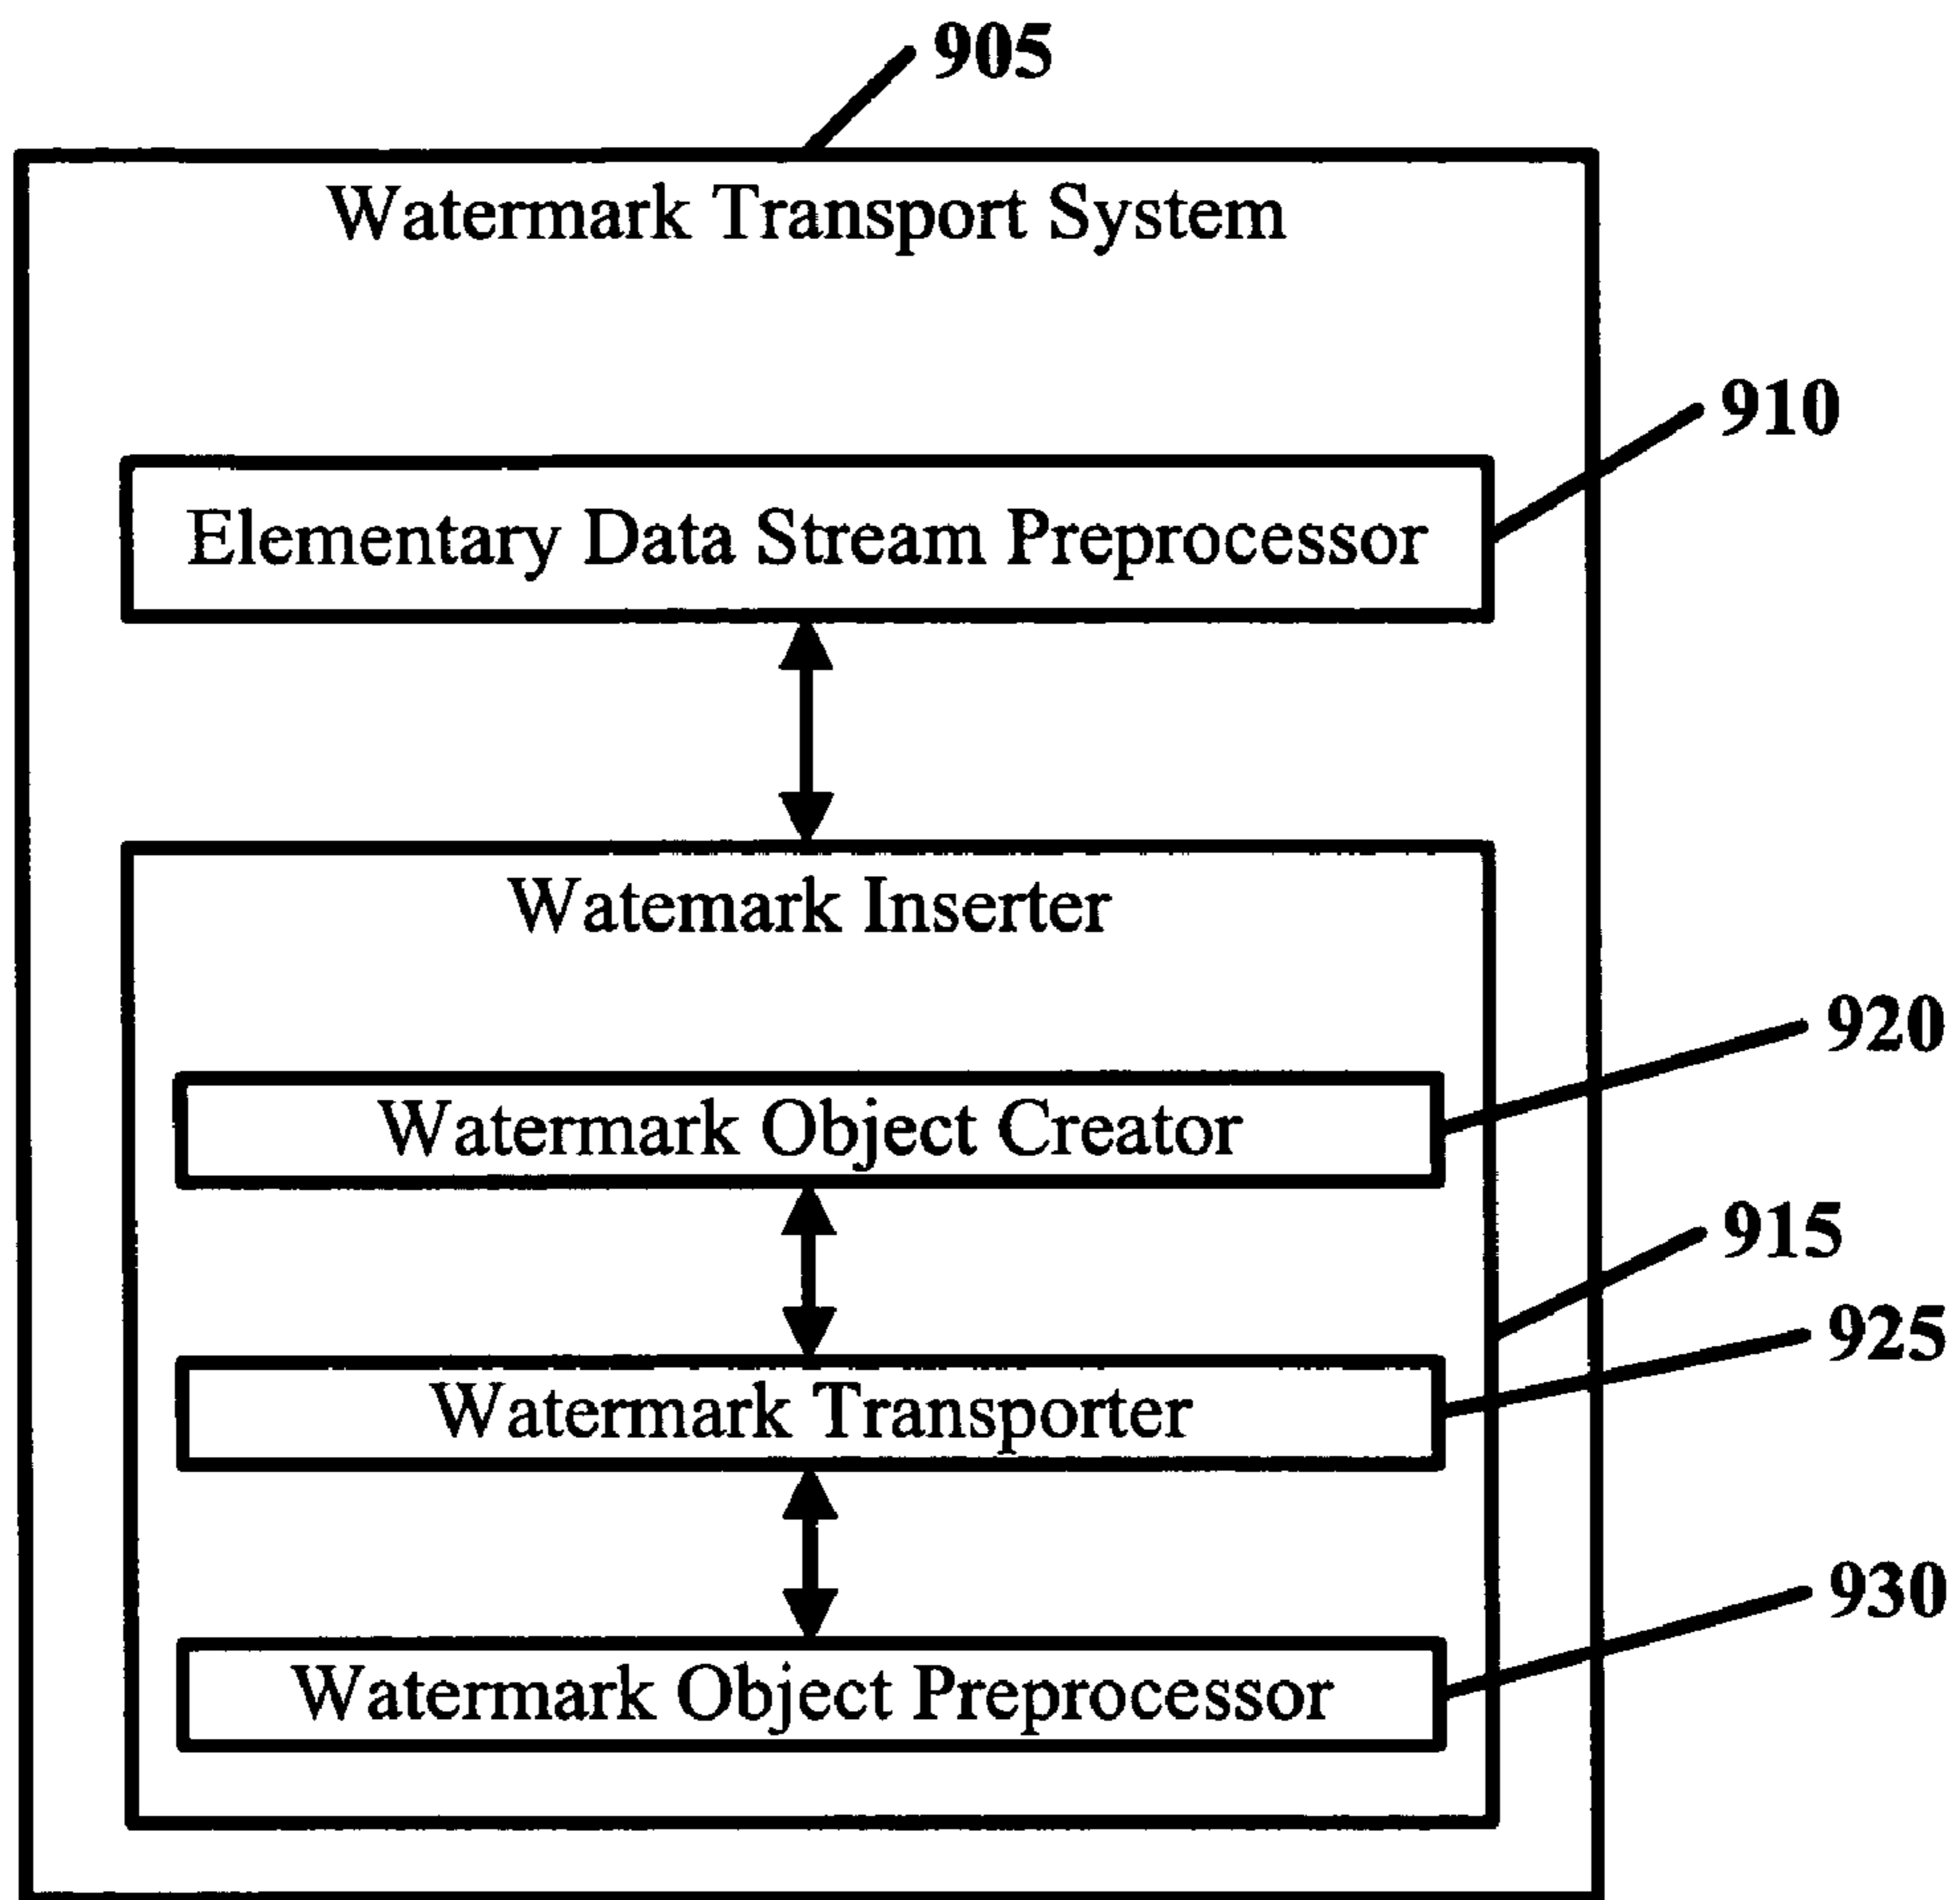 905
Watermark Transport System
910
Elementary Data Stream Preprocessor
Watemark Inserter
920
Watermark Object Creator
915
925
Watermark Transporter
930
Watermark Object Preprocessor